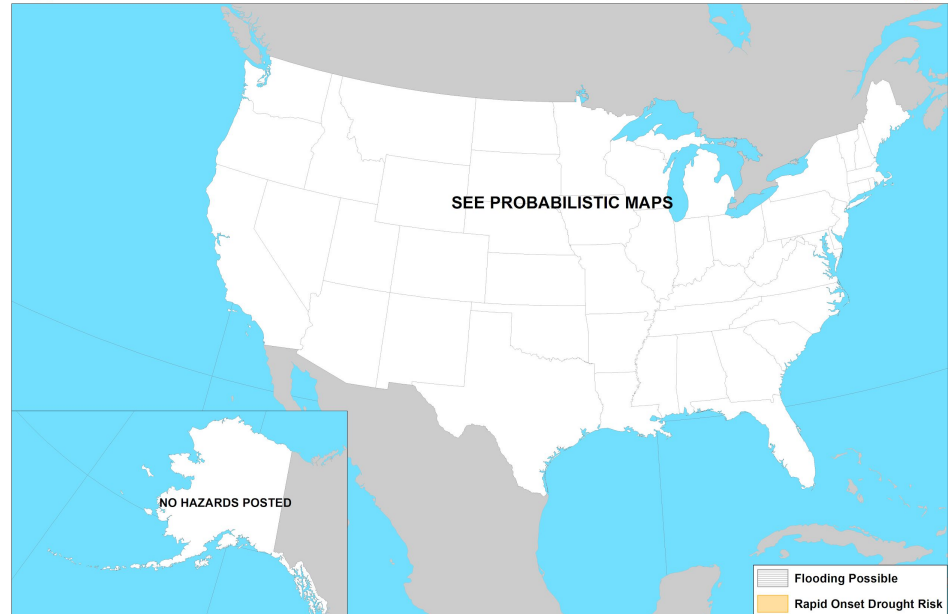 SEE PROBABILISTIC MAPS
NO HAZARDS POSTED
Flooding Possible
Rapid Onset Drought Risk